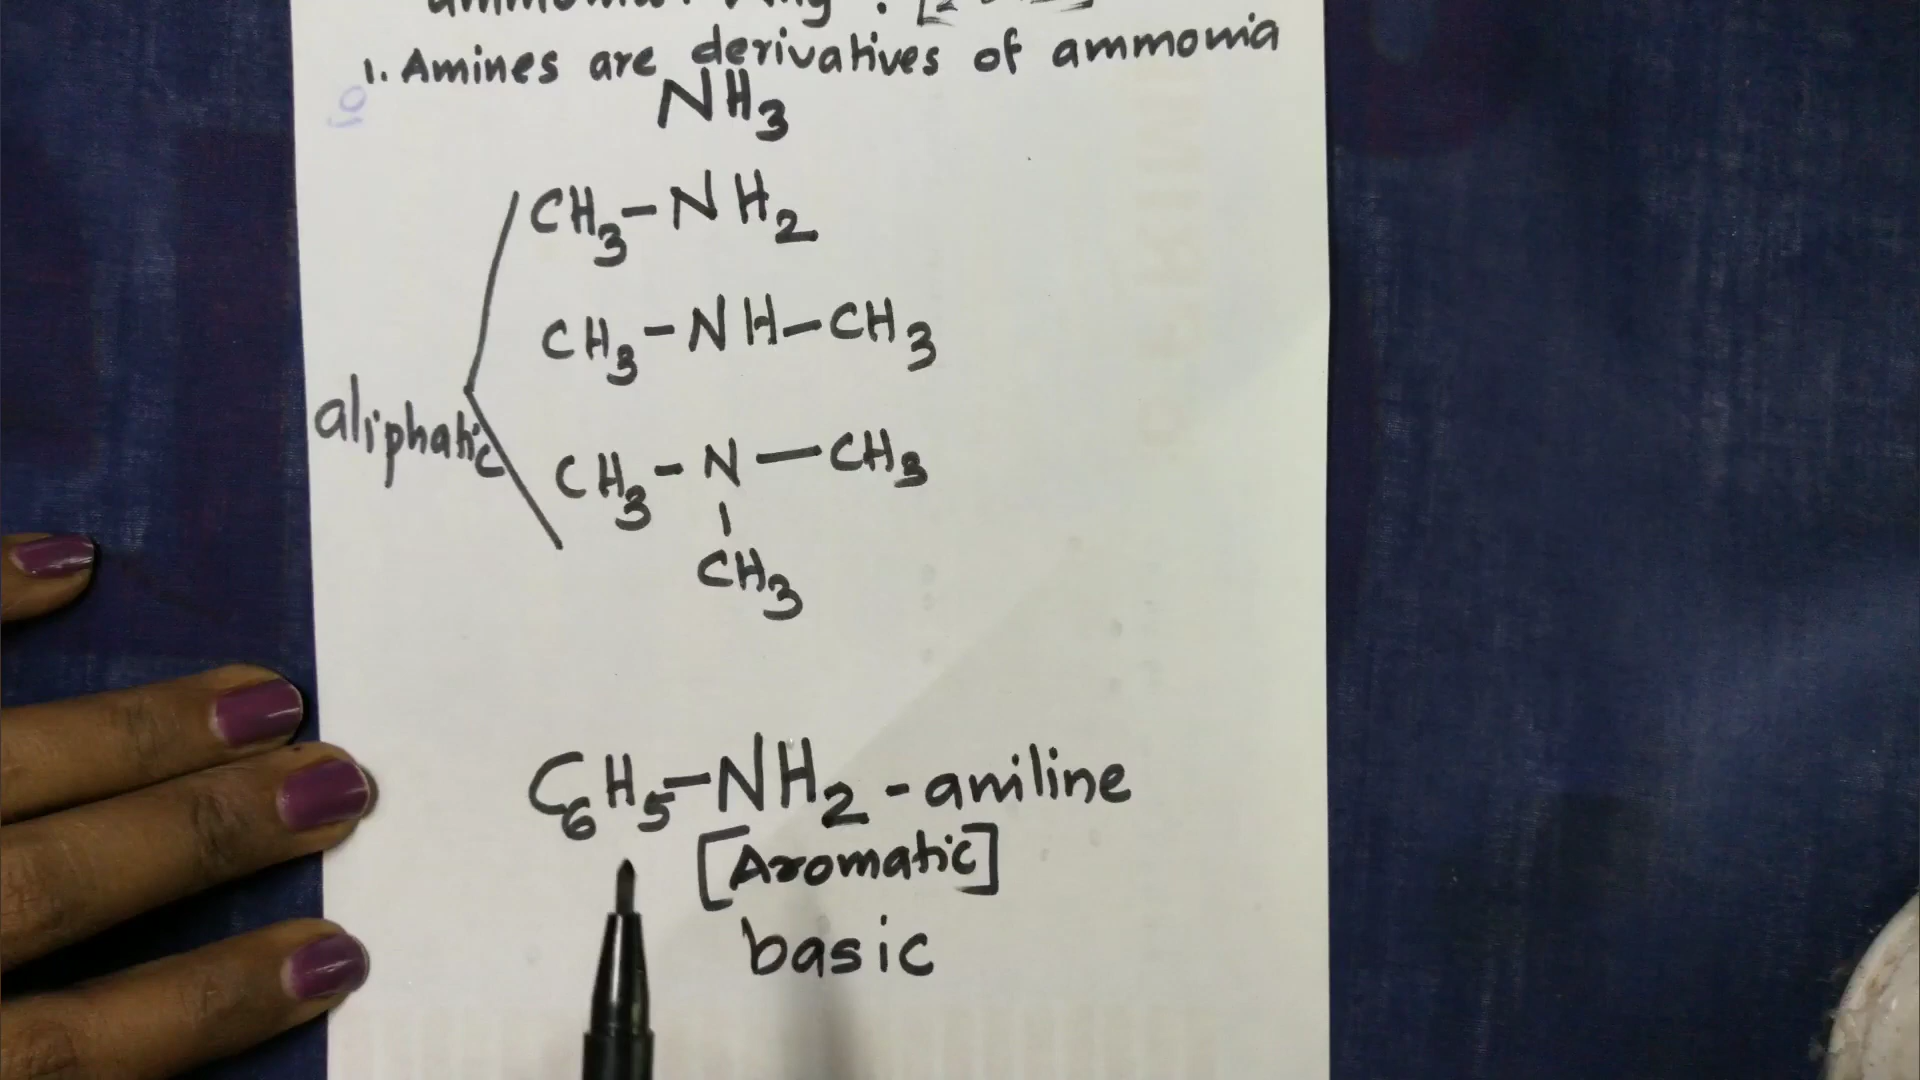 1. Amines are derivatives of ammonia
NH3
CH3-NH2
CH3-NH-CH3
aliphatic
CH3-N-CH3
CH3
C6H5-NH2 - aniline
[Aromatic]
basic